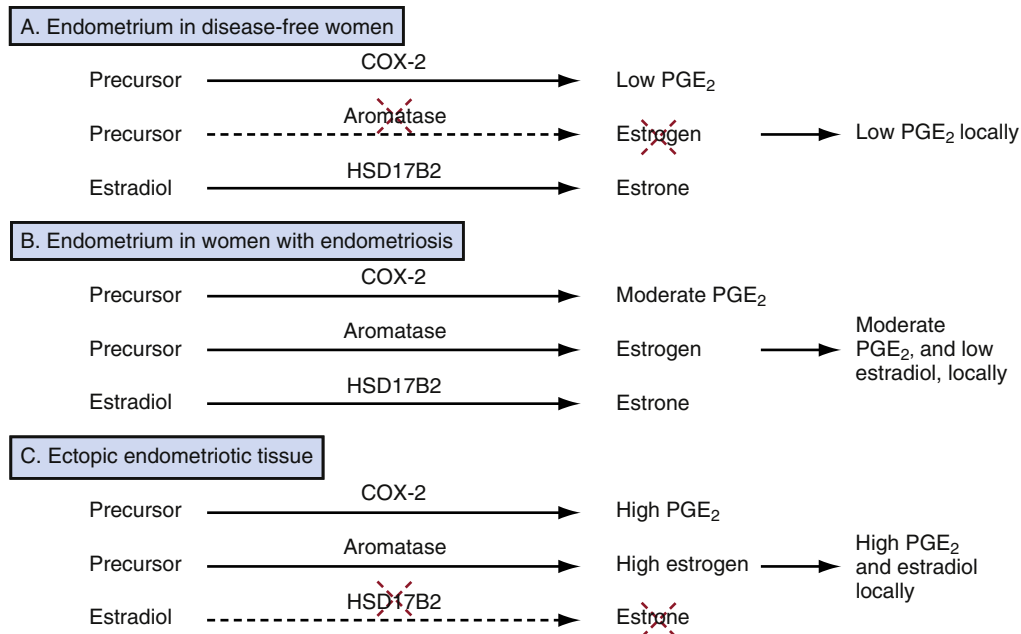 A. Endometrium in disease-free women
COX-2
Precursor Low PGE₂
Aromatase
Precursor Estrogen Low PGE₂ locally
HSD17B2
Estradiol Estrone
B. Endometrium in women with endometriosis
COX-2
Precursor Moderate PGE₂
Aromatase
Precursor Estrogen
Moderate
PGE₂, and low
estradiol, locally
HSD17B2
Estradiol Estrone
C. Ectopic endometriotic tissue
COX-2
Precursor High PGE₂
Aromatase
Precursor High estrogen
High PGE₂
and estradiol
locally
HSD17B2
Estradiol Estrone